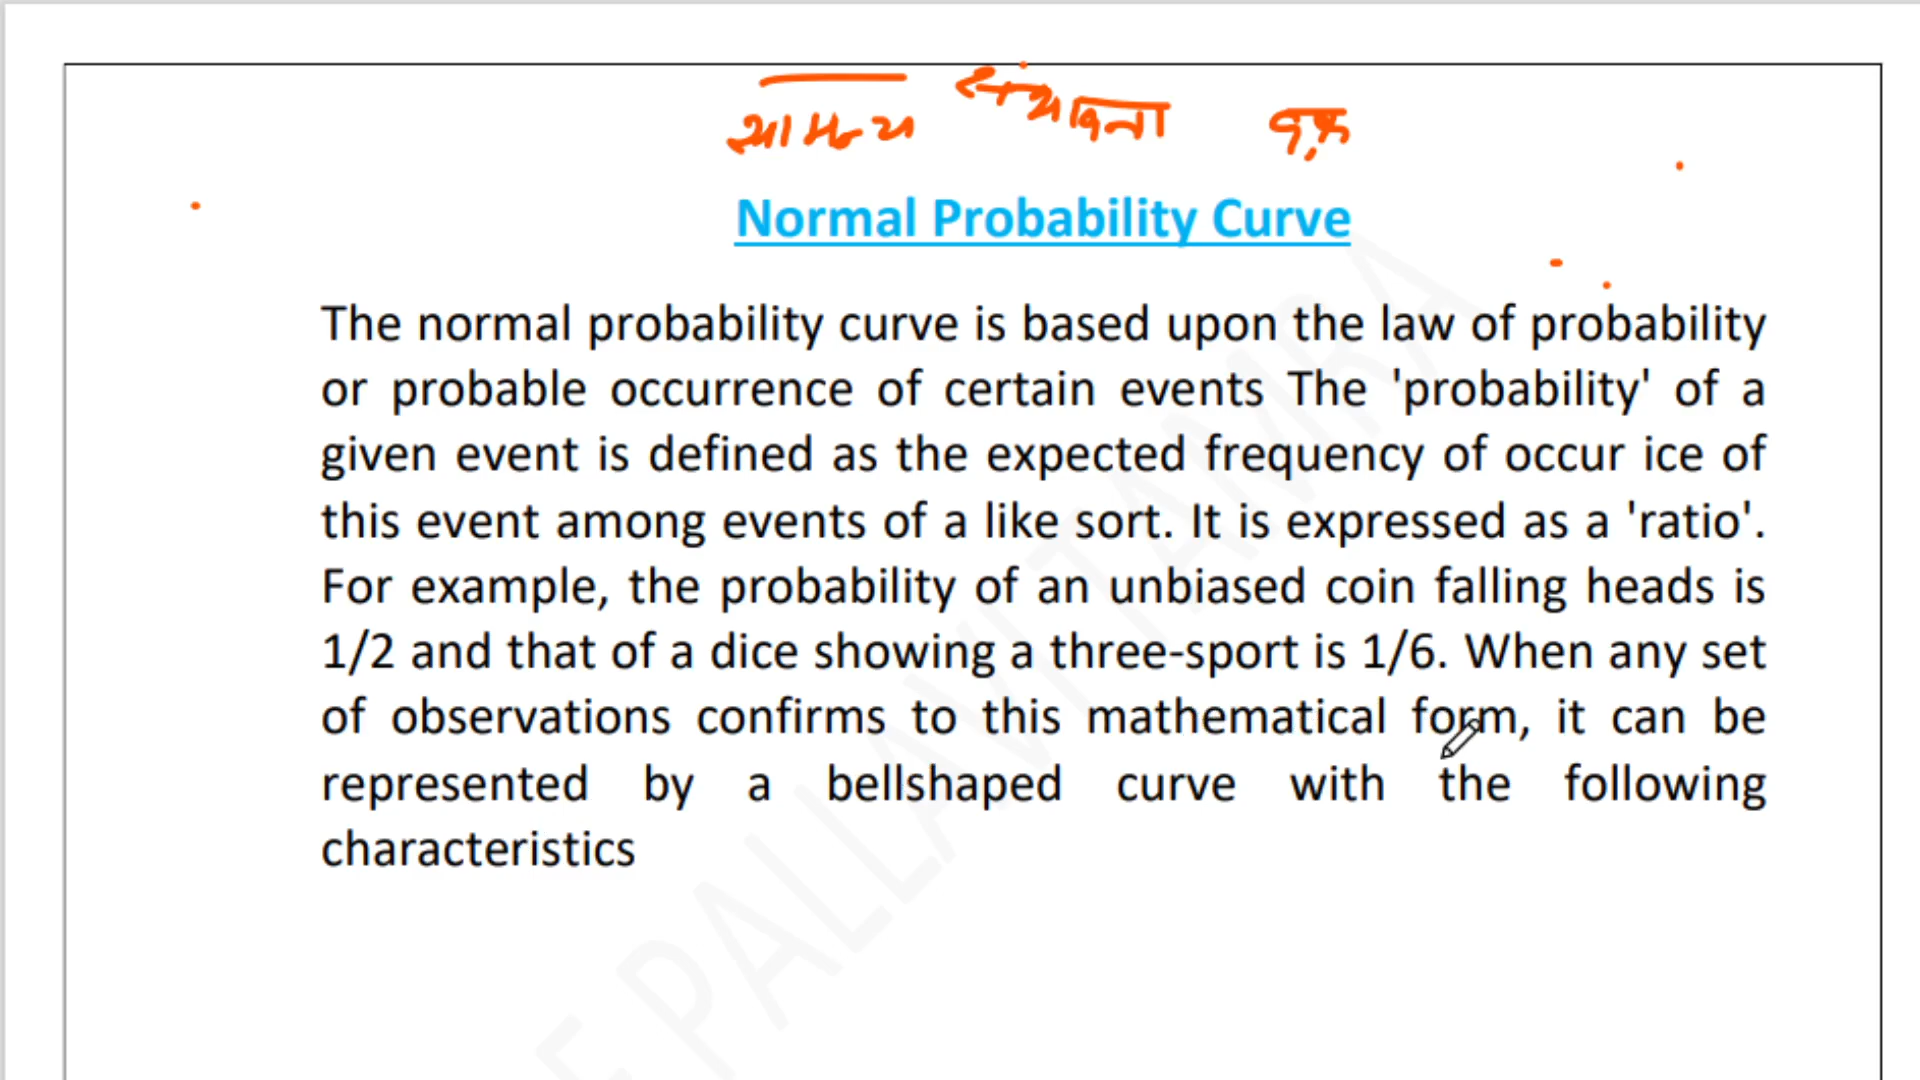 सामान्य संभावना वक्र
Normal Probability Curve
The normal probability curve is based upon the law of probability
or probable occurrence of certain events The 'probability' of a
given event is defined as the expected frequency of occur ice of
this event among events of a like sort. It is expressed as a 'ratio'.
For example, the probability of an unbiased coin falling heads is
1/2 and that of a dice showing a three-sport is 1/6. When any set
of observations confirms to this mathematical form, it can be
represented by a bellshaped curve with the following
characteristics
PALLAVI TAMRA